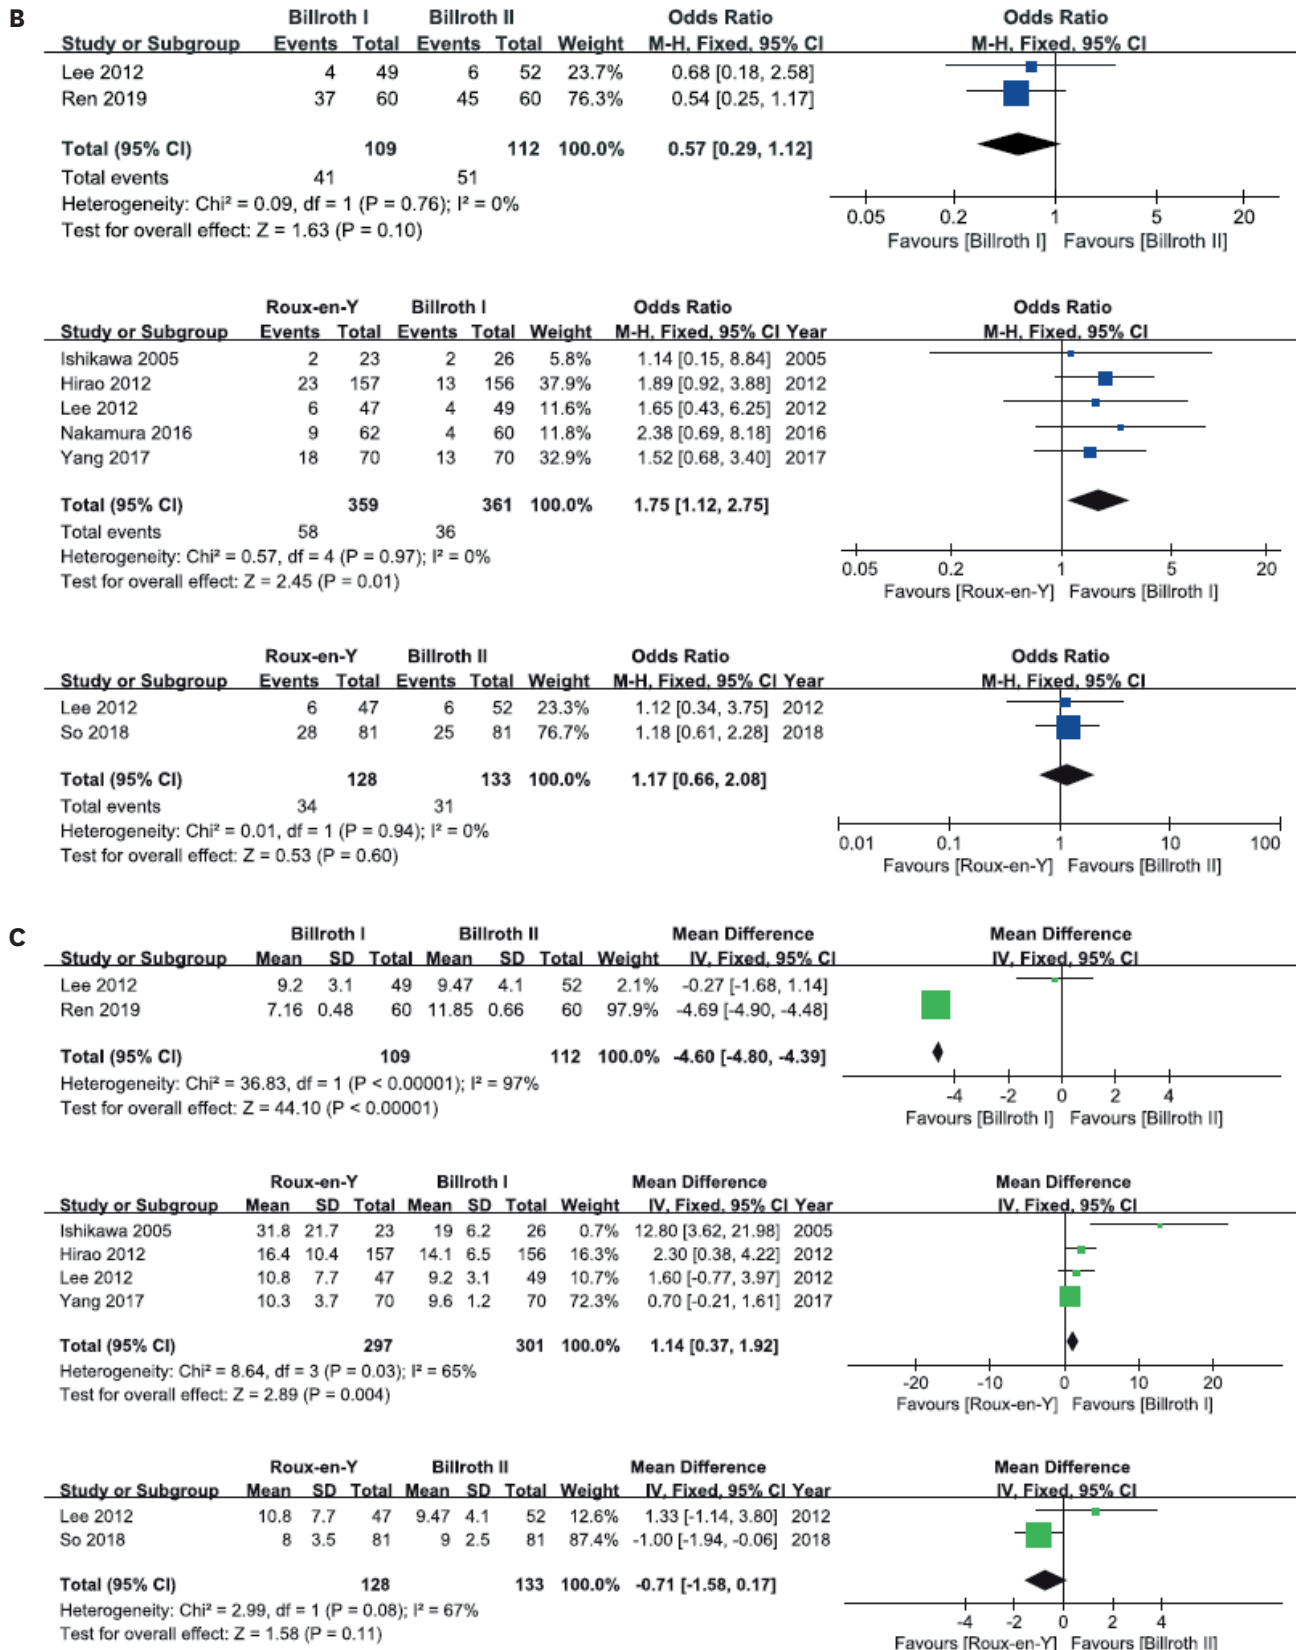 B
Billroth I Billroth II Odds Ratio Odds Ratio
Study or Subgroup Events Total Events Total Weight M-H, Fixed, 95% CI M-H, Fixed, 95% CI
Lee 2012 4 49 6 52 23.7% 0.68 [0.18, 2.58]
Ren 2019 37 60 45 60 76.3% 0.54 [0.25, 1.17]
Total (95% CI) 109 112 100.0% 0.57 [0.29, 1.12]
Total events 41 51
Heterogeneity: Chi² = 0.09, df = 1 (P = 0.76); I² = 0%
Test for overall effect: Z = 1.63 (P = 0.10)
0.05 0.2 1 5 20
Favours [Billroth I] Favours [Billroth II]
Roux-en-Y Billroth I Odds Ratio Odds Ratio
Study or Subgroup Events Total Events Total Weight M-H, Fixed, 95% CI Year M-H, Fixed, 95% CI
Ishikawa 2005 2 23 2 26 5.8% 1.14 [0.15, 8.84] 2005
Hirao 2012 23 157 13 156 37.9% 1.89 [0.92, 3.88] 2012
Lee 2012 6 47 4 49 11.6% 1.65 [0.43, 6.25] 2012
Nakamura 2016 9 62 4 60 11.8% 2.38 [0.69, 8.18] 2016
Yang 2017 18 70 13 70 32.9% 1.52 [0.68, 3.40] 2017
Total (95% CI) 359 361 100.0% 1.75 [1.12, 2.75]
Total events 58 36
Heterogeneity: Chi² = 0.57, df = 4 (P = 0.97); I² = 0%
Test for overall effect: Z = 2.45 (P = 0.01)
0.05 0.2 1 5 20
Favours [Roux-en-Y] Favours [Billroth I]
Roux-en-Y Billroth II Odds Ratio Odds Ratio
Study or Subgroup Events Total Events Total Weight M-H, Fixed, 95% CI Year M-H, Fixed, 95% CI
Lee 2012 6 47 6 52 23.3% 1.12 [0.34, 3.75] 2012
So 2018 28 81 25 81 76.7% 1.18 [0.61, 2.28] 2018
Total (95% CI) 128 133 100.0% 1.17 [0.66, 2.08]
Total events 34 31
Heterogeneity: Chi² = 0.01, df = 1 (P = 0.94); I² = 0%
Test for overall effect: Z = 0.53 (P = 0.60)
0.01 0.1 1 10 100
Favours [Roux-en-Y] Favours [Billroth II]
C
Billroth I Billroth II Mean Difference Mean Difference
Study or Subgroup Mean SD Total Mean SD Total Weight IV, Fixed, 95% CI IV, Fixed, 95% CI
Lee 2012 9.2 3.1 49 9.47 4.1 52 2.1% -0.27 [-1.68, 1.14]
Ren 2019 7.16 0.48 60 11.85 0.66 60 97.9% -4.69 [-4.90, -4.48]
Total (95% CI) 109 112 100.0% -4.60 [-4.80, -4.39]
Heterogeneity: Chi² = 36.83, df = 1 (P < 0.00001); I² = 97%
Test for overall effect: Z = 44.10 (P < 0.00001)
-4 -2 0 2 4
Favours [Billroth I] Favours [Billroth II]
Roux-en-Y Billroth I Mean Difference Mean Difference
Study or Subgroup Mean SD Total Mean SD Total Weight IV, Fixed, 95% CI Year IV, Fixed, 95% CI
Ishikawa 2005 31.8 21.7 23 19 6.2 26 0.7% 12.80 [3.62, 21.98] 2005
Hirao 2012 16.4 10.4 157 14.1 6.5 156 16.3% 2.30 [0.38, 4.22] 2012
Lee 2012 10.8 7.7 47 9.2 3.1 49 10.7% 1.60 [-0.77, 3.97] 2012
Yang 2017 10.3 3.7 70 9.6 1.2 70 72.3% 0.70 [-0.21, 1.61] 2017
Total (95% CI) 297 301 100.0% 1.14 [0.37, 1.92]
Heterogeneity: Chi² = 8.64, df = 3 (P = 0.03); I² = 65%
Test for overall effect: Z = 2.89 (P = 0.004)
-20 -10 0 10 20
Favours [Roux-en-Y] Favours [Billroth I]
Roux-en-Y Billroth II Mean Difference Mean Difference
Study or Subgroup Mean SD Total Mean SD Total Weight IV, Fixed, 95% CI Year IV, Fixed, 95% CI
Lee 2012 10.8 7.7 47 9.47 4.1 52 12.6% 1.33 [-1.14, 3.80] 2012
So 2018 8 3.5 81 9 2.5 81 87.4% -1.00 [-1.94, -0.06] 2018
Total (95% CI) 128 133 100.0% -0.71 [-1.58, 0.17]
Heterogeneity: Chi² = 2.99, df = 1 (P = 0.08); I² = 67%
Test for overall effect: Z = 1.58 (P = 0.11)
-4 -2 0 2 4
Favours [Roux-en-Y] Favours [Billroth II]